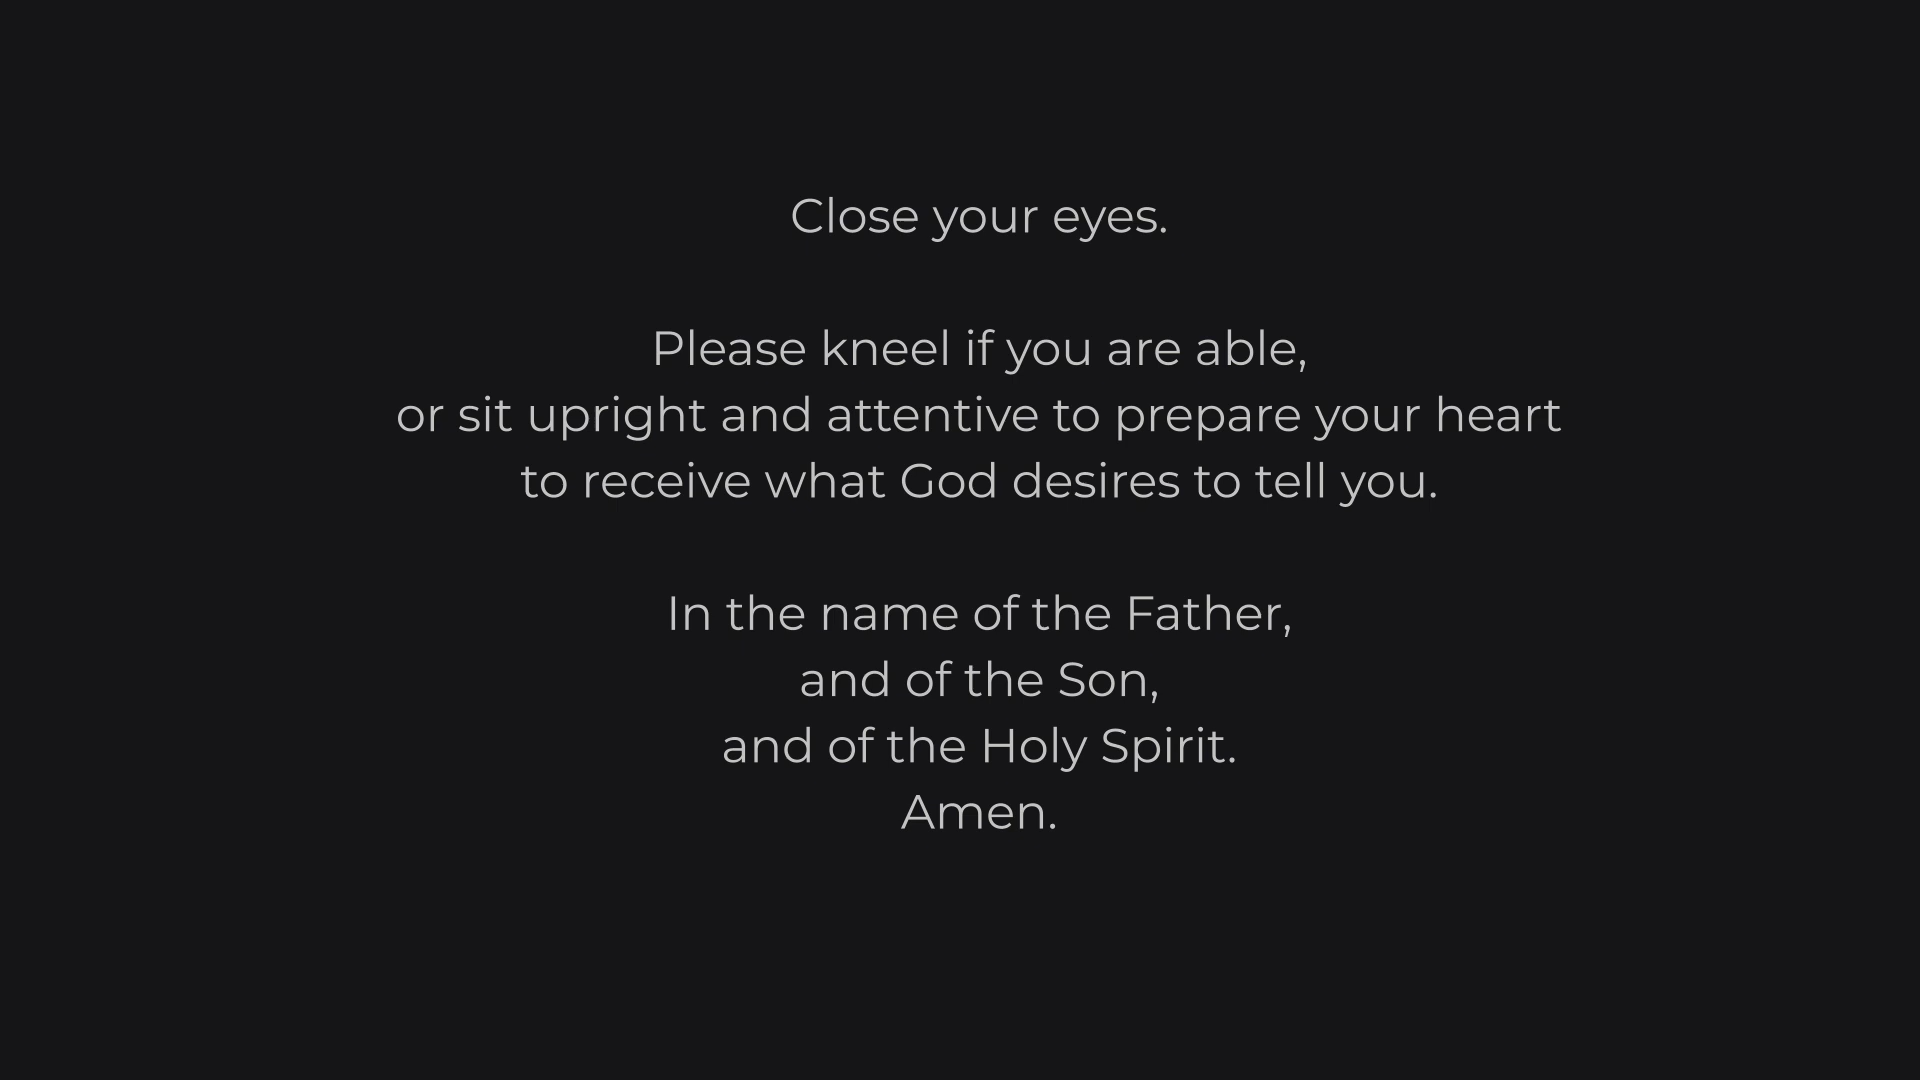 Close your eyes.
Please kneel if you are able,
or sit upright and attentive to prepare your heart
to receive what God desires to tell you.
In the name of the Father,
and of the Son,
and of the Holy Spirit.
Amen.